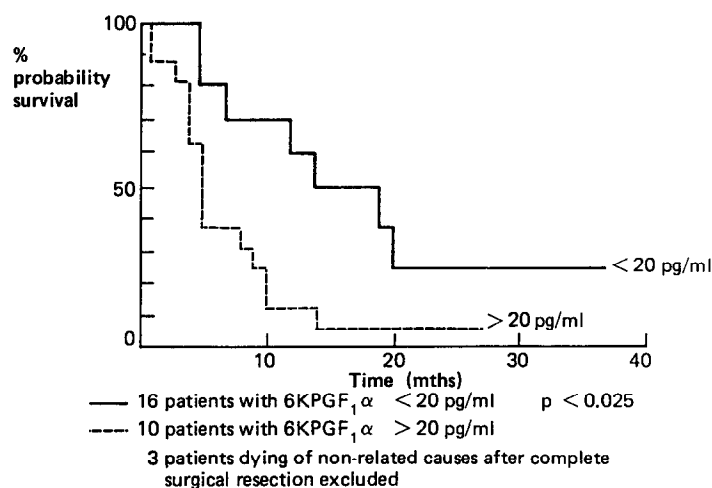 100
%
probability
survival
50
0
< 20 pg/ml
> 20 pg/ml
10
20
30
40
Time (mths)
16 patients with 6KPGF₁α < 20 pg/ml p < 0.025
10 patients with 6KPGF₁α > 20 pg/ml
3 patients dying of non-related causes after complete
surgical resection excluded